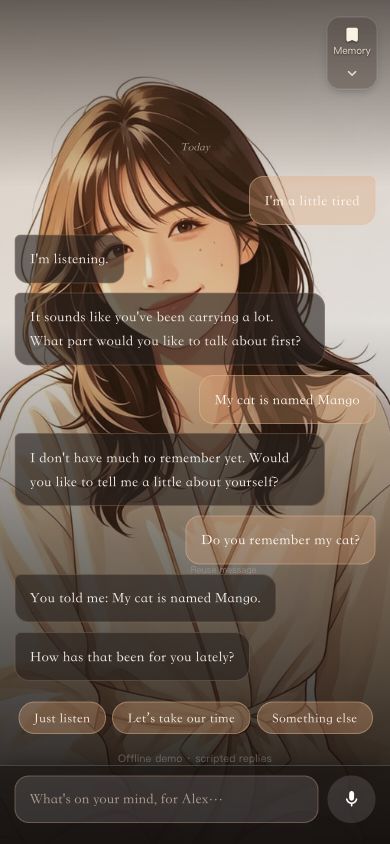 Memory
Today
I'm a little tired
I'm listening.
It sounds like you've been carrying a lot.
What part would you like to talk about first?
My cat is named Mango
I don't have much to remember yet. Would
you like to tell me a little about yourself?
Do you remember my cat?
Reuse message
You told me: My cat is named Mango.
How has that been for you lately?
Just listen
Let's take our time
Something else
Offline demo · scripted replies
What's on your mind, for Alex···